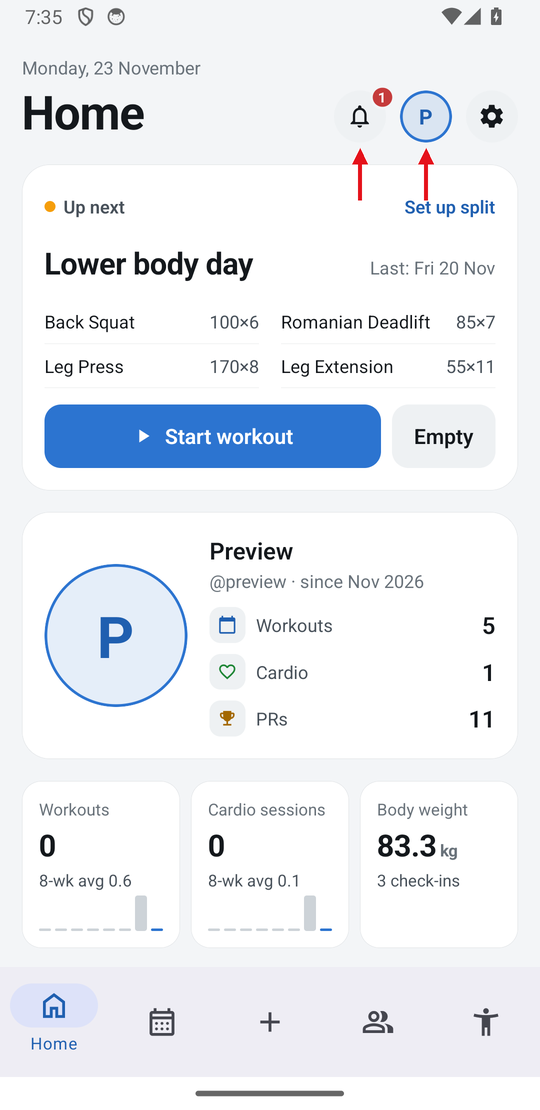 7:35
Monday, 23 November
Home
1
P
Up next
Set up split
Lower body day
Last: Fri 20 Nov
Back Squat 100×6 Romanian Deadlift 85×7
Leg Press 170×8 Leg Extension 55×11
Start workout
Empty
Preview
@preview · since Nov 2026
P
Workouts 5
Cardio 1
PRs 11
Workouts
0
8-wk avg 0.6
Cardio sessions
0
8-wk avg 0.1
Body weight
83.3 kg
3 check-ins
Home